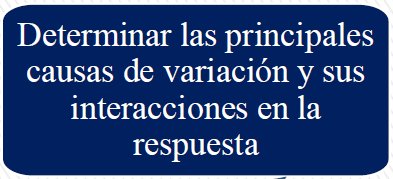 Determinar las principales
causas de variación y sus
interacciones en la
respuesta